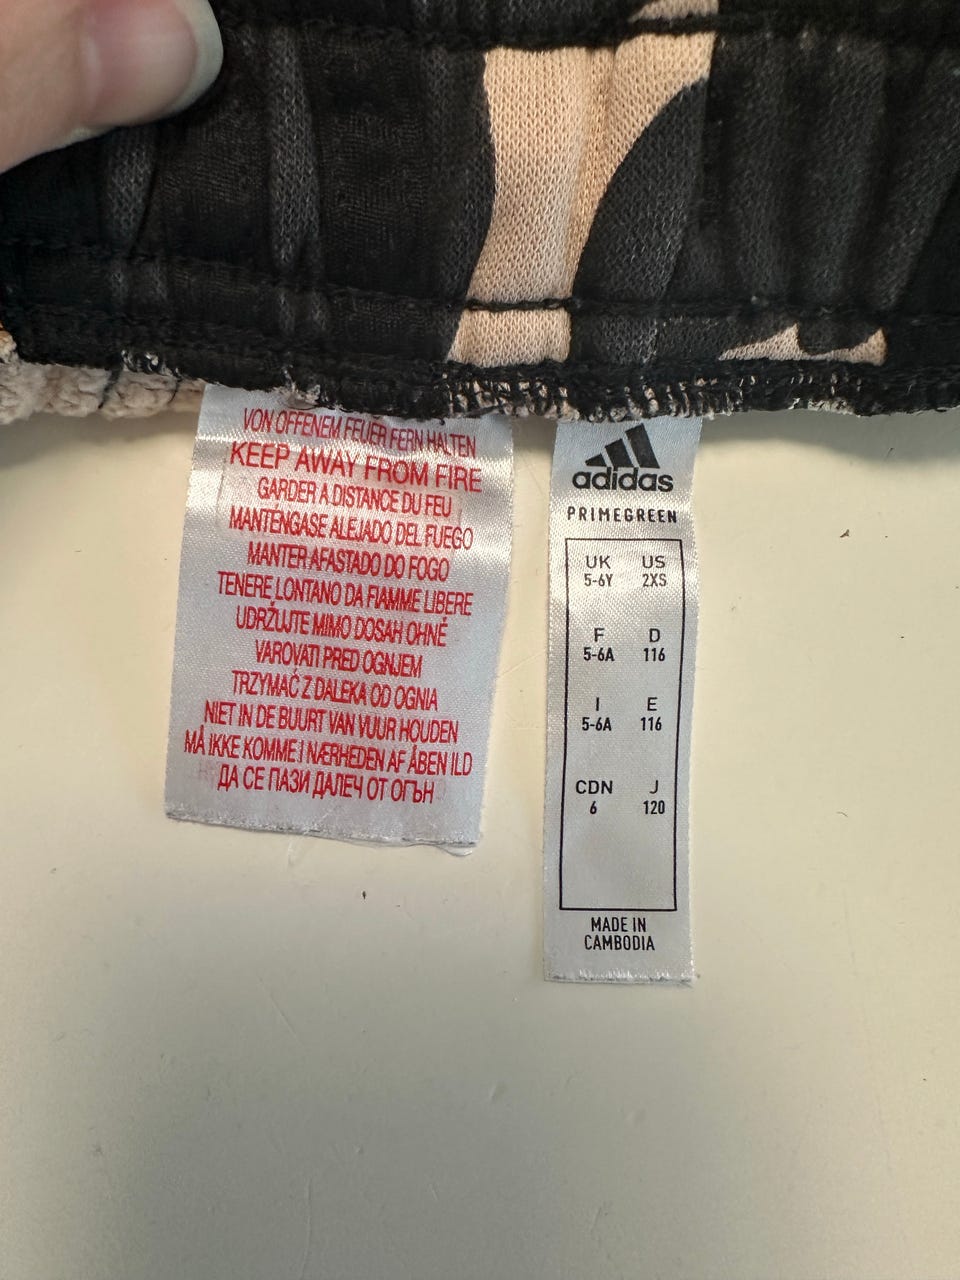 VON OFFENEM FEUER FERN HALTEN
KEEP AWAY FROM FIRE
GARDER A DISTANCE DU FEU
MANTENGASE ALEJADO DEL FUEGO
MANTER AFASTADO DO FOGO
TENERE LONTANO DA FIAMME LIBERE
UDRŽUJTE MIMO DOSAH OHNĚ
VAROVATI PRED OGNJEM
TRZYMAĆ Z DALEKA OD OGNIA
NIET IN DE BUURT VAN VUUR HOUDEN
MÅ IKKE KOMME I NÆRHEDEN AF ÅBEN ILD
ДА СЕ ПАЗИ ДАЛЕЧ ОТ ОГЪН
adidas
PRIMEGREEN
UK US
5-6Y 2XS
F D
5-6A 116
I E
5-6A 116
CDN J
6 120
MADE IN
CAMBODIA